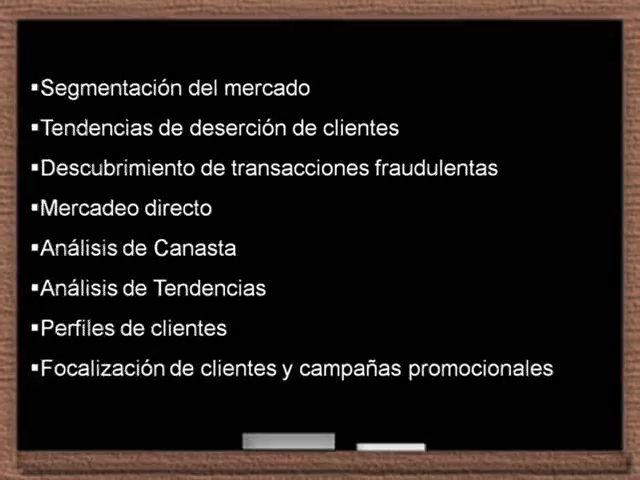 ▪Segmentación del mercado
▪Tendencias de deserción de clientes
▪Descubrimiento de transacciones fraudulentas
▪Mercadeo directo
▪Análisis de Canasta
▪Análisis de Tendencias
▪Perfiles de clientes
▪Focalización de clientes y campañas promocionales